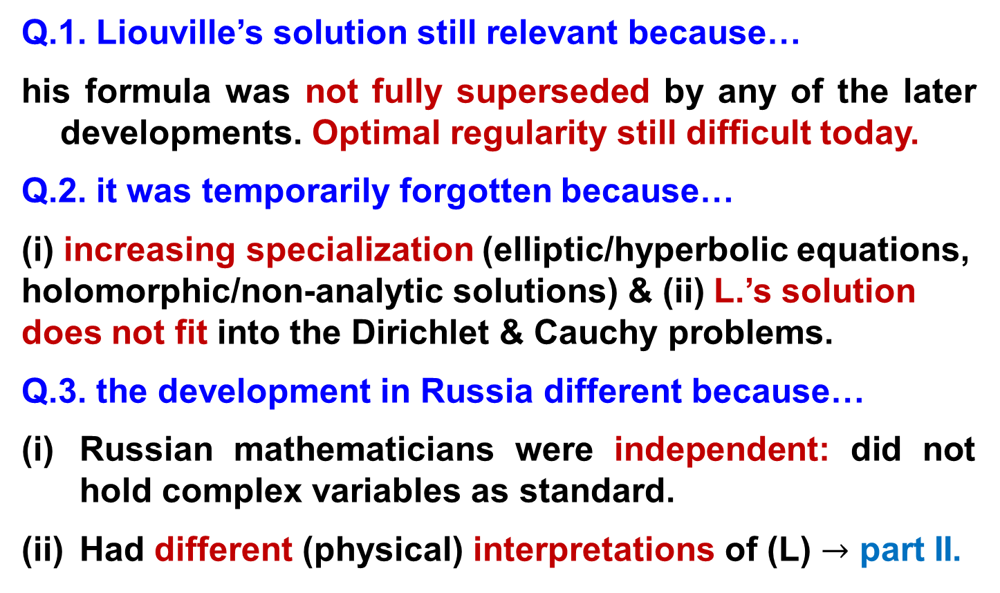 Q.1. Liouville’s solution still relevant because…
his formula was not fully superseded by any of the later
developments. Optimal regularity still difficult today.
Q.2. it was temporarily forgotten because…
(i) increasing specialization (elliptic/hyperbolic equations,
holomorphic/non-analytic solutions) & (ii) L.’s solution
does not fit into the Dirichlet & Cauchy problems.
Q.3. the development in Russia different because…
(i) Russian mathematicians were independent: did not
hold complex variables as standard.
(ii) Had different (physical) interpretations of (L) → part II.